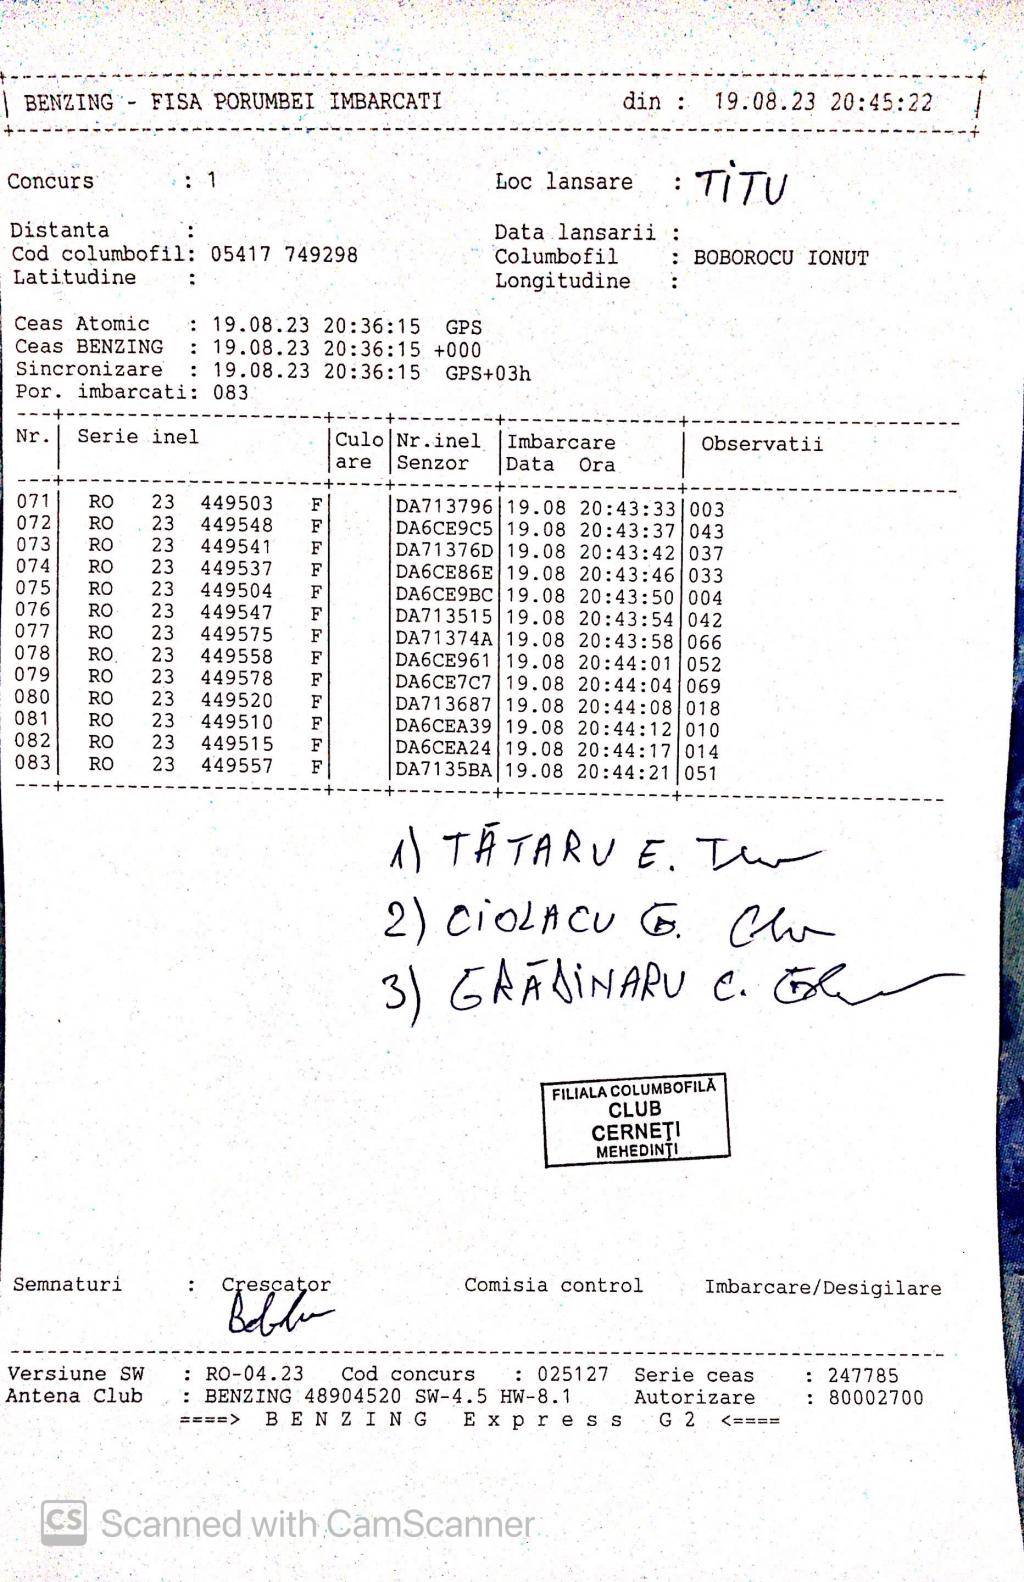 BENZING - FISA PORUMBEI IMBARCATI din : 19.08.23 20:45:22
Concurs : 1 Loc lansare : TITU
Distanta : Data lansarii :
Cod columbofil: 05417 749298 Columbofil : BOBOROCU IONUT
Latitudine : Longitudine :
Ceas Atomic : 19.08.23 20:36:15 GPS
Ceas BENZING : 19.08.23 20:36:15 +000
Sincronizare : 19.08.23 20:36:15 GPS+03h
Por. imbarcati: 083
Nr. Serie inel Culo Nr.inel Imbarcare Observatii
are Senzor Data Ora
071 RO 23 449503 F DA713796 19.08 20:43:33 003
072 RO 23 449548 F DA6CE9C5 19.08 20:43:37 043
073 RO 23 449541 F DA71376D 19.08 20:43:42 037
074 RO 23 449537 F DA6CE86E 19.08 20:43:46 033
075 RO 23 449504 F DA6CE9BC 19.08 20:43:50 004
076 RO 23 449547 F DA713515 19.08 20:43:54 042
077 RO 23 449575 F DA71374A 19.08 20:43:58 066
078 RO 23 449558 F DA6CE961 19.08 20:44:01 052
079 RO 23 449578 F DA6CE7C7 19.08 20:44:04 069
080 RO 23 449520 F DA713687 19.08 20:44:08 018
081 RO 23 449510 F DA6CEA39 19.08 20:44:12 010
082 RO 23 449515 F DA6CEA24 19.08 20:44:17 014
083 RO 23 449557 F DA7135BA 19.08 20:44:21 051
1) TĂTARU E.
2) CIOLACU G.
3) GRĂDINARU C.
FILIALA COLUMBOFILĂ
CLUB
CERNEȚI
MEHEDINȚI
Semnaturi : Crescator Comisia control Imbarcare/Desigilare
Versiune SW : RO-04.23 Cod concurs : 025127 Serie ceas : 247785
Antena Club : BENZING 48904520 SW-4.5 HW-8.1 Autorizare : 80002700
====> B E N Z I N G E x p r e s s G 2 <====
CS Scanned with CamScanner